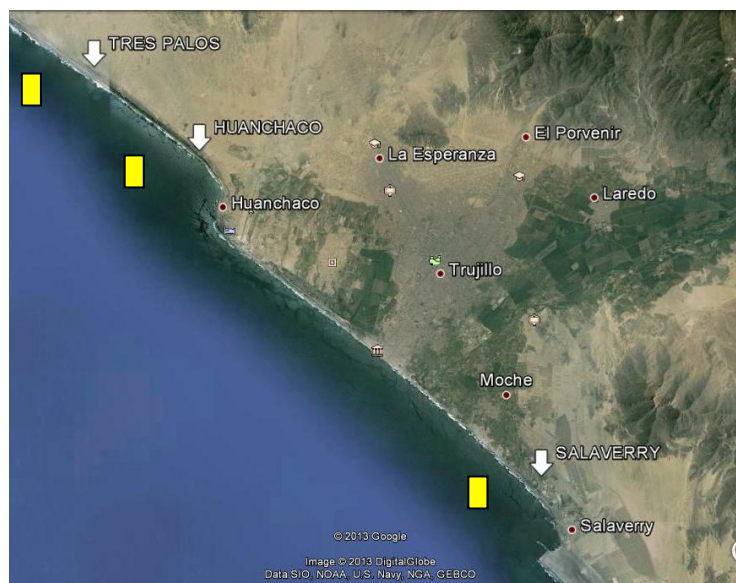 TRES PALOS
HUANCHACO
El Porvenir
La Esperanza
Laredo
Huanchaco
Trujillo
Moche
SALAVERRY
Salaverry
© 2013 Google
Image © 2013 DigitalGlobe
Data SIO, NOAA, U.S. Navy, NGA, GEBCO